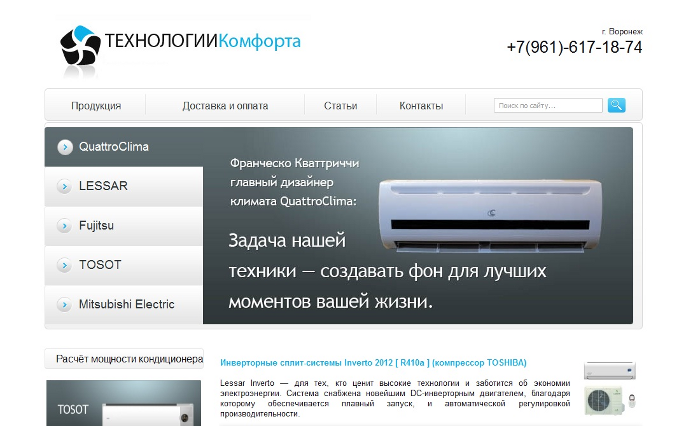 ТЕХНОЛОГИИКомфорта
г. Воронеж
+7(961)-617-18-74
Продукция
Доставка и оплата
Статьи
Контакты
Поиск по сайту...
QuattroClima
LESSAR
Fujitsu
TOSOT
Mitsubishi Electric
Франческо Кваттриччи
главный дизайнер
климата QuattroClima:
Задача нашей
техники – создавать фон для лучших
моментов вашей жизни.
Расчёт мощности кондиционера
TOSOT
Инверторные сплит-системы Inverto 2012 [ R410a ] (компрессор TOSHIBA)
Lessar Inverto — для тех, кто ценит высокие технологии и заботится об экономии
электроэнергии. Система снабжена новейшим DC-инверторным двигателем, благодаря
которому обеспечивается плавный запуск, и автоматической регулировкой
производительности.